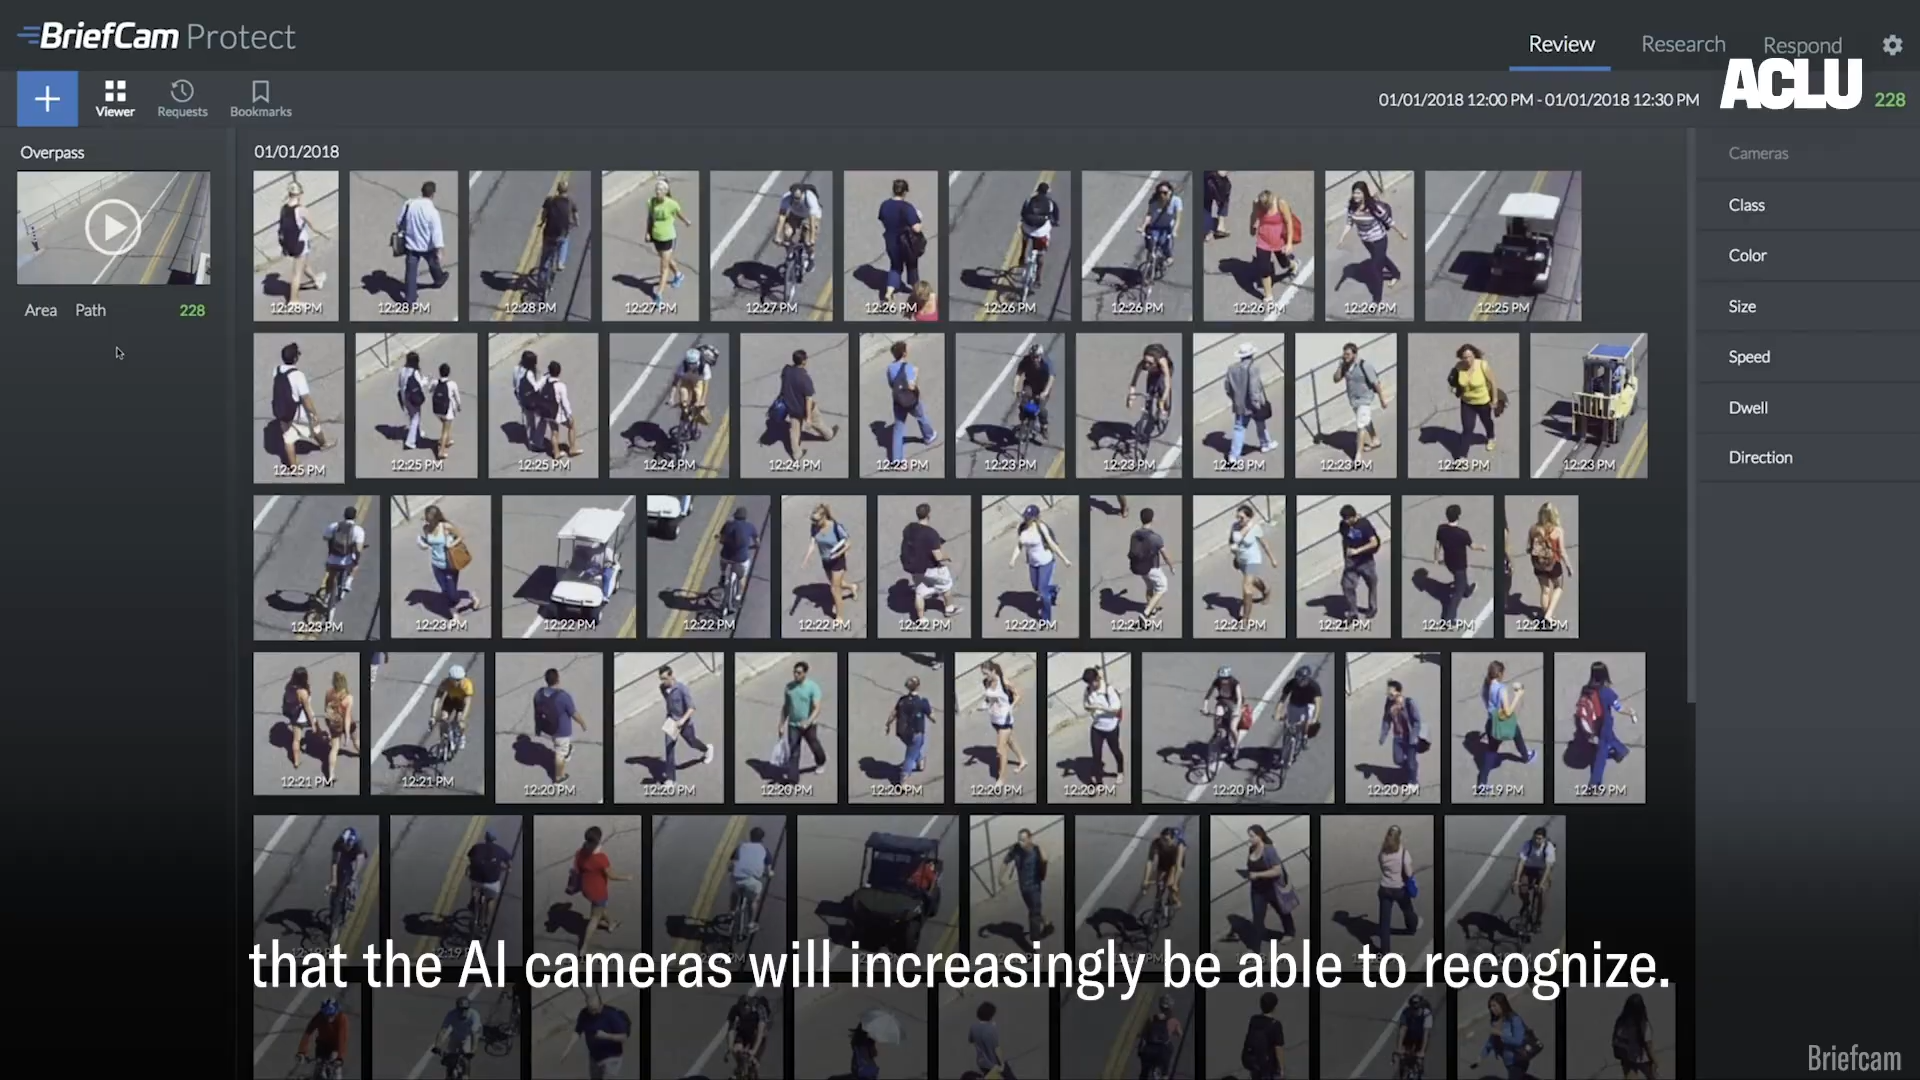 BriefCam Protect
Review Research Respond
Viewer Requests Bookmarks
01/01/2018 12:00 PM - 01/01/2018 12:30 PM
ACLU
228
Overpass
Area Path 228
01/01/2018
12:28 PM 12:28 PM 12:28 PM 12:27 PM 12:27 PM 12:26 PM 12:26 PM 12:26 PM 12:26 PM 12:26 PM 12:25 PM
12:25 PM 12:25 PM 12:25 PM 12:24 PM 12:24 PM 12:23 PM 12:23 PM 12:23 PM 12:23 PM 12:23 PM 12:23 PM 12:23 PM
12:23 PM 12:23 PM 12:22 PM 12:22 PM 12:22 PM 12:22 PM 12:22 PM 12:21 PM 12:21 PM 12:21 PM 12:21 PM 12:21 PM
12:21 PM 12:21 PM 12:20 PM 12:20 PM 12:20 PM 12:20 PM 12:20 PM 12:20 PM 12:20 PM 12:20 PM 12:19 PM 12:19 PM
Cameras
Class
Color
Size
Speed
Dwell
Direction
that the AI cameras will increasingly be able to recognize.
Briefcam